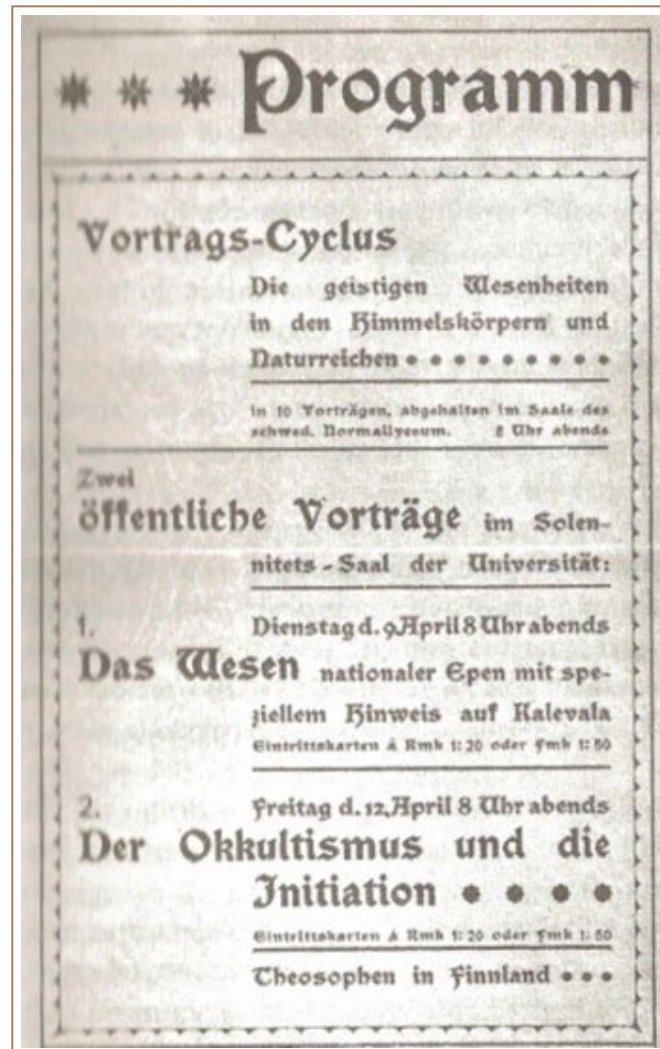 Programm
Vortrags-Cyclus
Die geistigen Wesenheiten
in den Himmelskörpern und
Naturreichen
in 10 Vorträgen, abgehalten im Saale des
schwed. Normallyceum. 8 Uhr abends
Zwei
öffentliche Vorträge im Solen-
nitets-Saal der Universität:
1. Dienstag d. 9. April 8 Uhr abends
Das Wesen nationaler Epen mit spe-
ziellem Hinweis auf Kalevala
Eintrittskarten à Rmk 1:20 oder Fmk 1:50
2. Freitag d. 12. April 8 Uhr abends
Der Okkultismus und die
Initiation
Eintrittskarten à Rmk 1:20 oder Fmk 1:50
Theosophen in Finnland